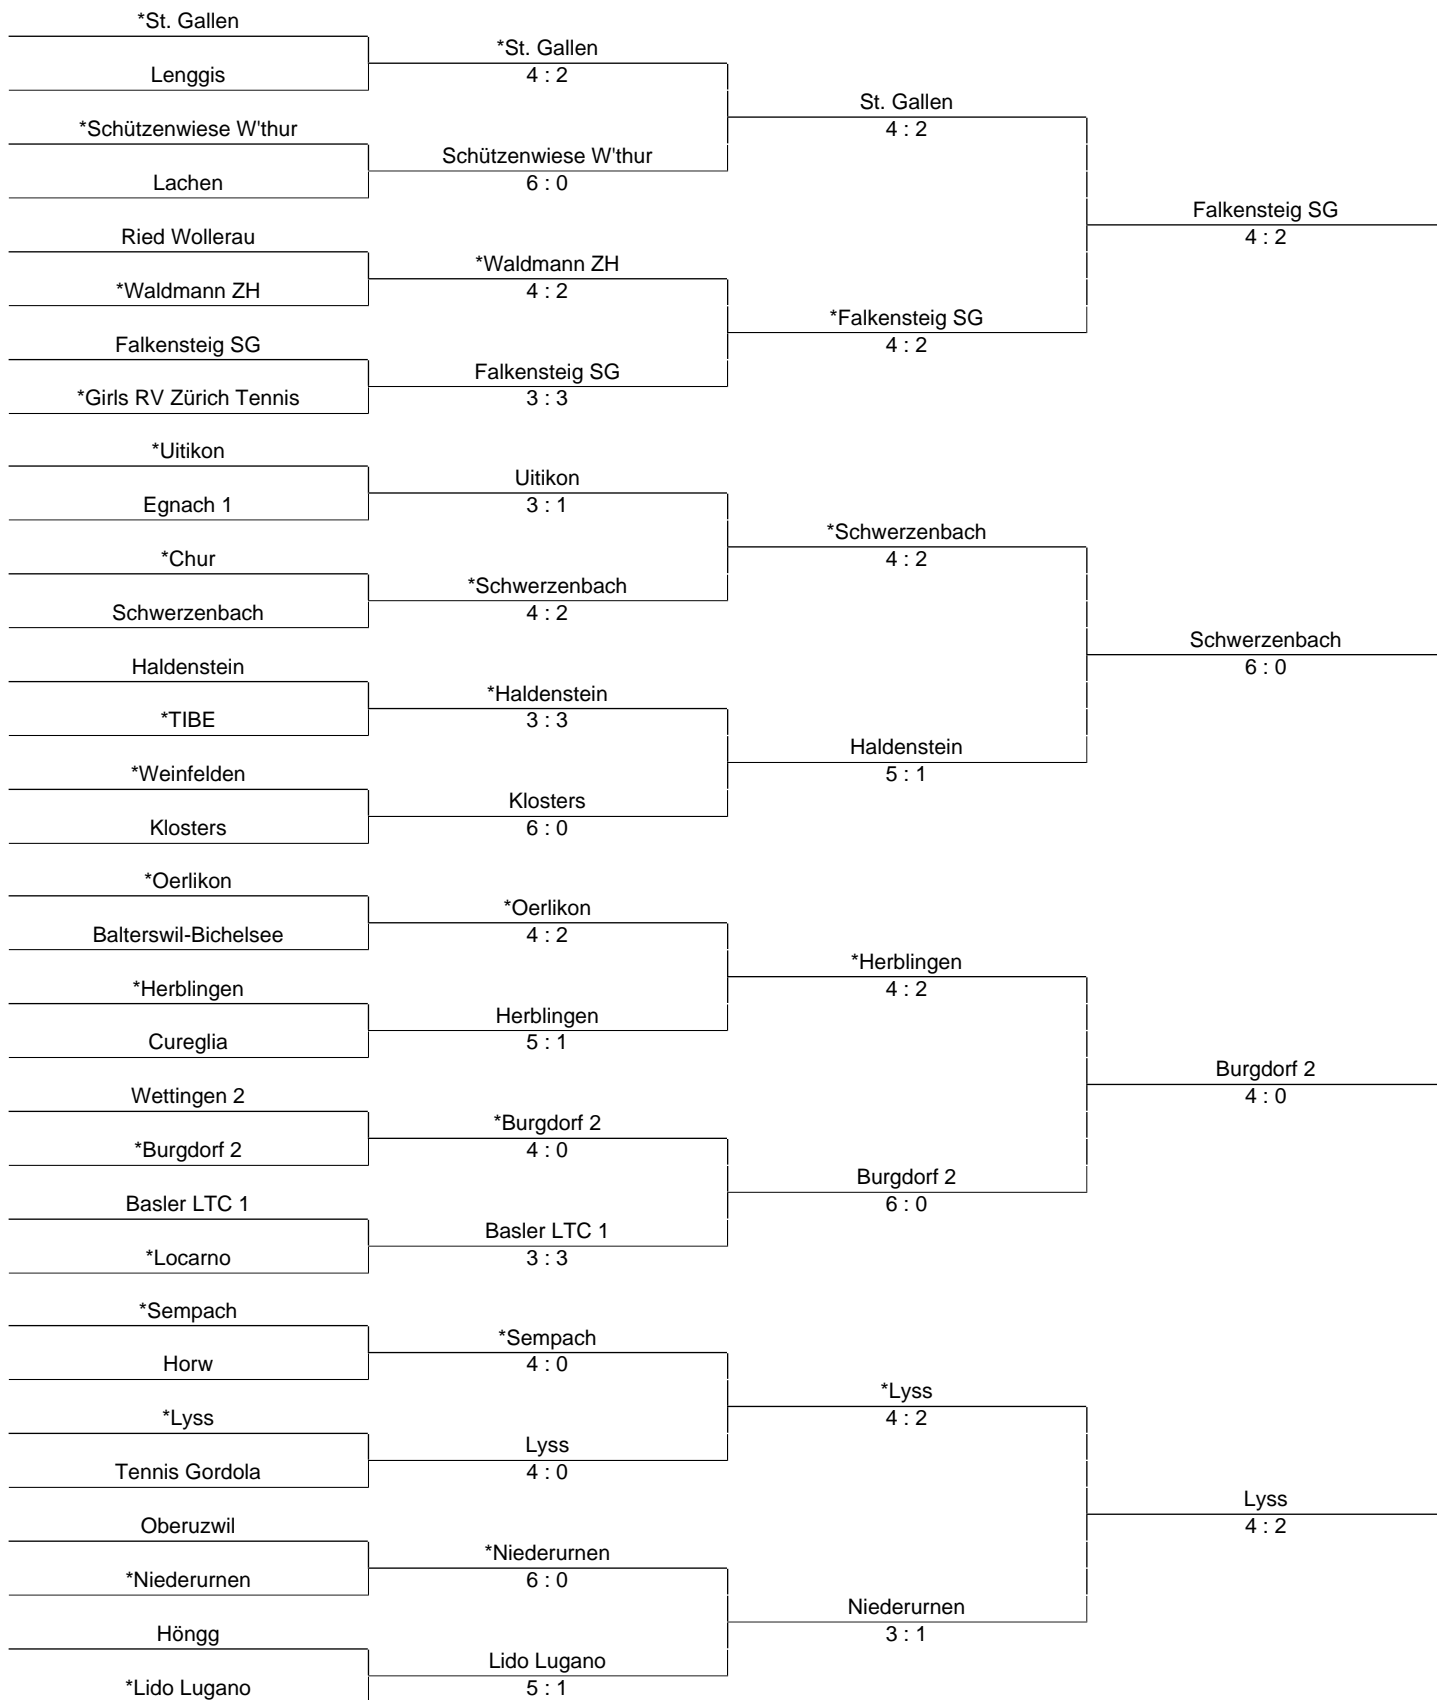 *St. Gallen
Lenggis
*Schützenwiese W'thur
Lachen
Ried Wollerau
*Waldmann ZH
Falkensteig SG
*Girls RV Zürich Tennis
*Uitikon
Egnach 1
*Chur
Schwerzenbach
Haldenstein
*TIBE
*Weinfelden
Klosters
*Oerlikon
Balterswil-Bichelsee
*Herblingen
Cureglia
Wettingen 2
*Burgdorf 2
Basler LTC 1
*Locarno
*Sempach
Horw
*Lyss
Tennis Gordola
Oberuzwil
*Niederurnen
Höngg
*Lido Lugano
*St. Gallen
4 : 2
Schützenwiese W'thur
6 : 0
*Waldmann ZH
4 : 2
Falkensteig SG
3 : 3
Uitikon
3 : 1
*Schwerzenbach
4 : 2
*Haldenstein
3 : 3
Klosters
6 : 0
*Oerlikon
4 : 2
Herblingen
5 : 1
*Burgdorf 2
4 : 0
Basler LTC 1
3 : 3
*Sempach
4 : 0
Lyss
4 : 0
*Niederurnen
6 : 0
Lido Lugano
5 : 1
St. Gallen
4 : 2
*Falkensteig SG
4 : 2
*Schwerzenbach
4 : 2
Haldenstein
5 : 1
*Herblingen
4 : 2
Burgdorf 2
6 : 0
*Lyss
4 : 2
Niederurnen
3 : 1
Falkensteig SG
4 : 2
Schwerzenbach
6 : 0
Burgdorf 2
4 : 0
Lyss
4 : 2